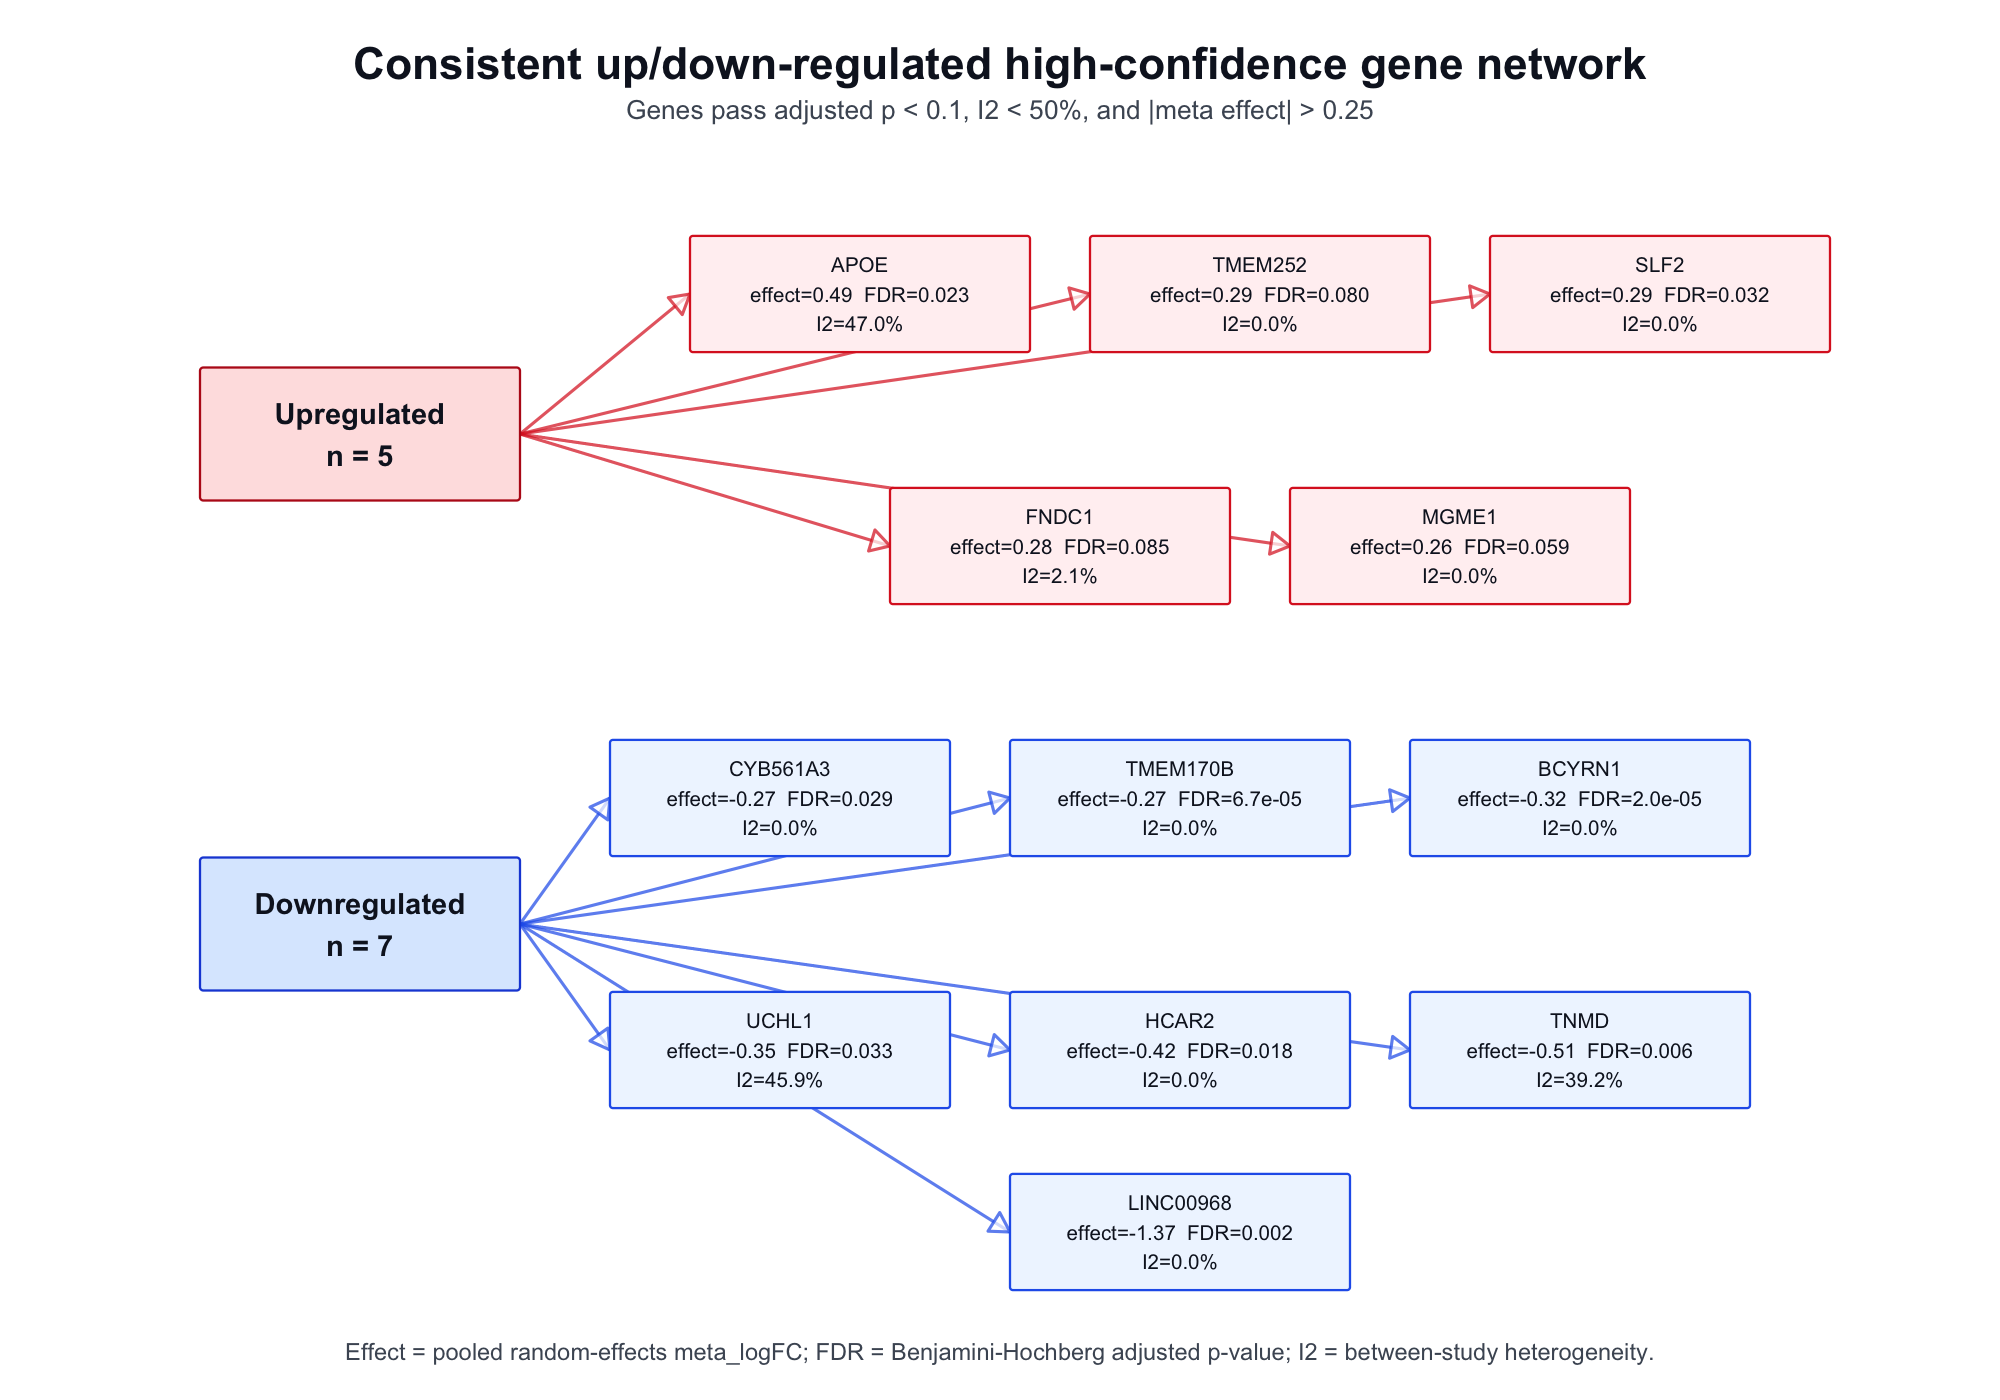 Consistent up/down-regulated high-confidence gene network
Genes pass adjusted p < 0.1, I2 < 50%, and |meta effect| > 0.25
APOE
effect=0.49  FDR=0.023
I2=47.0%
TMEM252
effect=0.29  FDR=0.080
I2=0.0%
SLF2
effect=0.29  FDR=0.032
I2=0.0%
Upregulated
n = 5
FNDC1
effect=0.28  FDR=0.085
I2=2.1%
MGME1
effect=0.26  FDR=0.059
I2=0.0%
CYB561A3
effect=-0.27  FDR=0.029
I2=0.0%
TMEM170B
effect=-0.27  FDR=6.7e-05
I2=0.0%
BCYRN1
effect=-0.32  FDR=2.0e-05
I2=0.0%
Downregulated
n = 7
UCHL1
effect=-0.35  FDR=0.033
I2=45.9%
HCAR2
effect=-0.42  FDR=0.018
I2=0.0%
TNMD
effect=-0.51  FDR=0.006
I2=39.2%
LINC00968
effect=-1.37  FDR=0.002
I2=0.0%
Effect = pooled random-effects meta_logFC; FDR = Benjamini-Hochberg adjusted p-value; I2 = between-study heterogeneity.